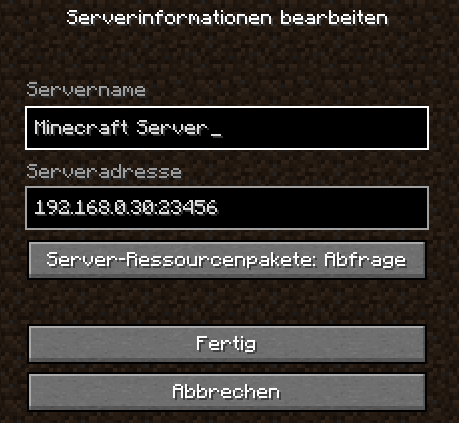 Serverinformationen bearbeiten
Servername
Minecraft Server_
Serveradresse
192.168.0.30:23456
Server-Ressourcenpakete: Abfrage
Fertig
Abbrechen